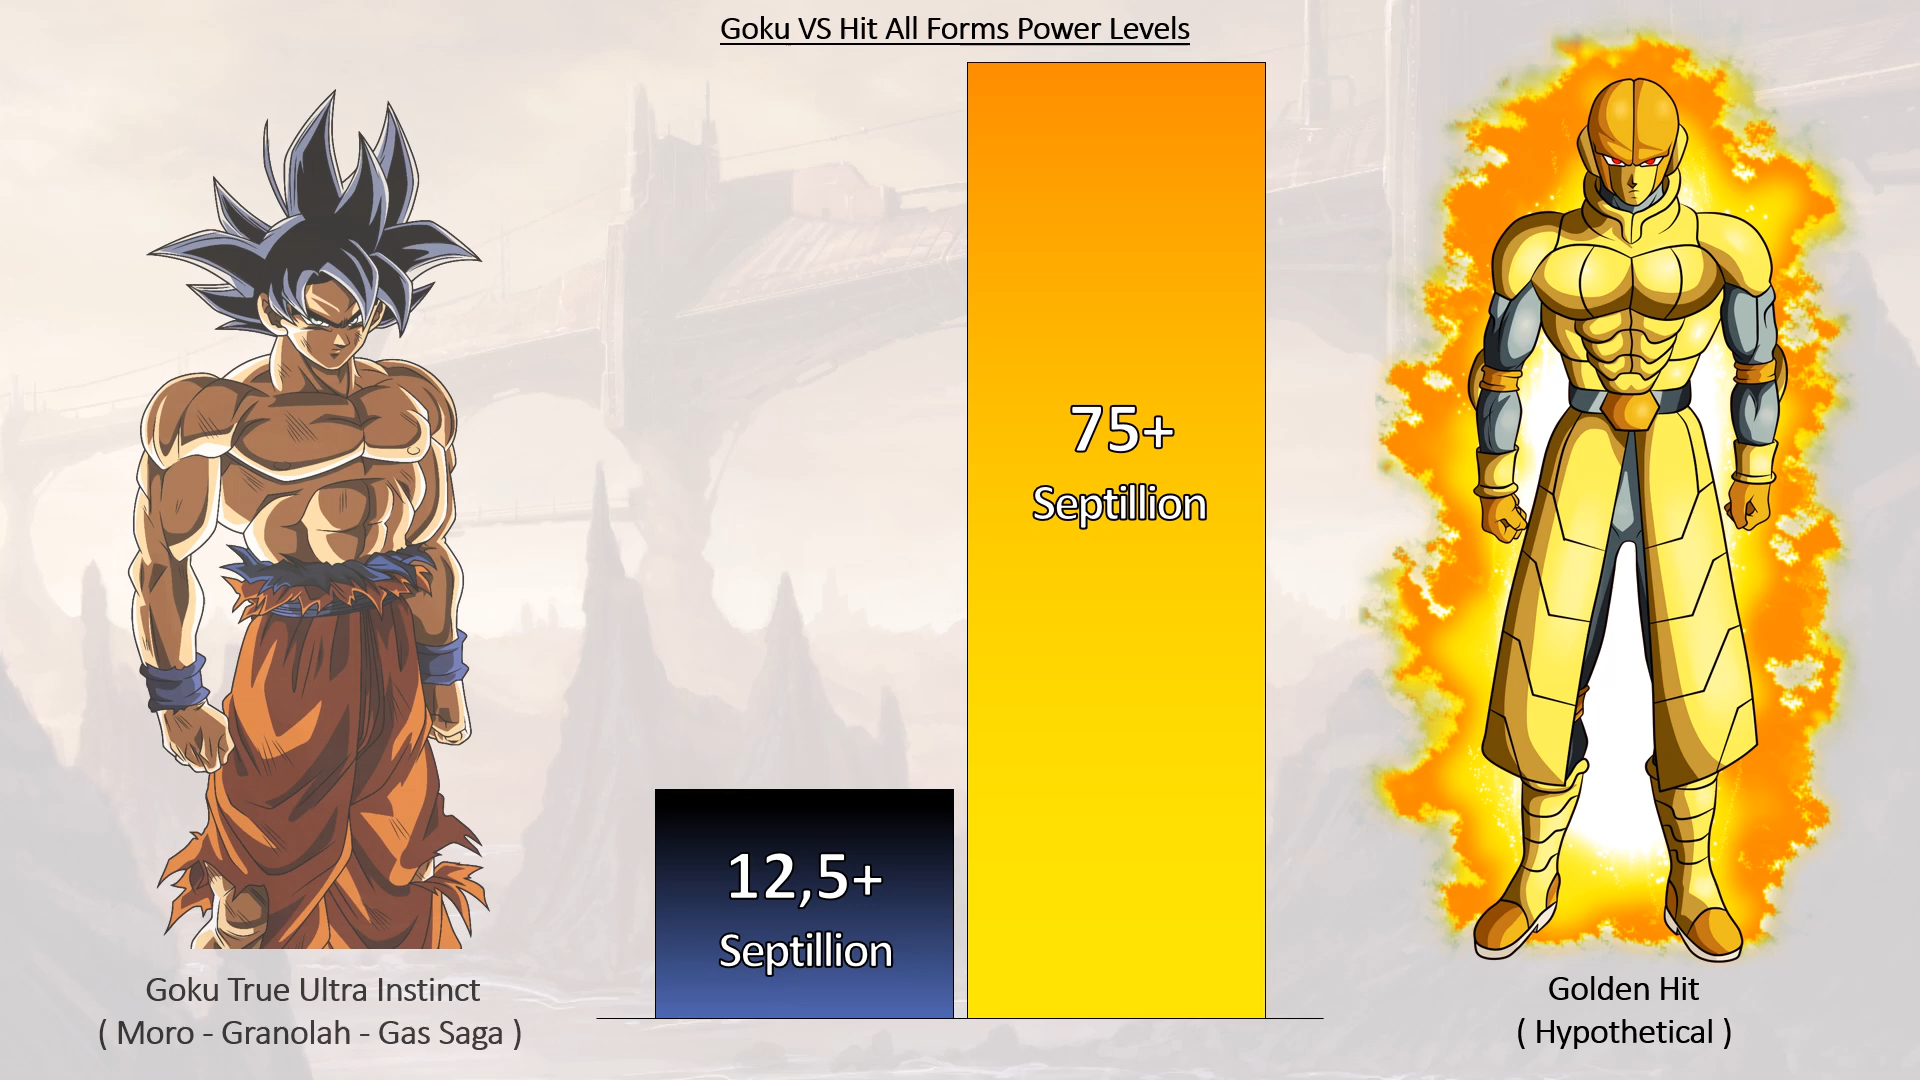 Goku VS Hit All Forms Power Levels
75+
Septillion
12,5+
Septillion
Goku True Ultra Instinct
( Moro - Granolah - Gas Saga )
Golden Hit
( Hypothetical )